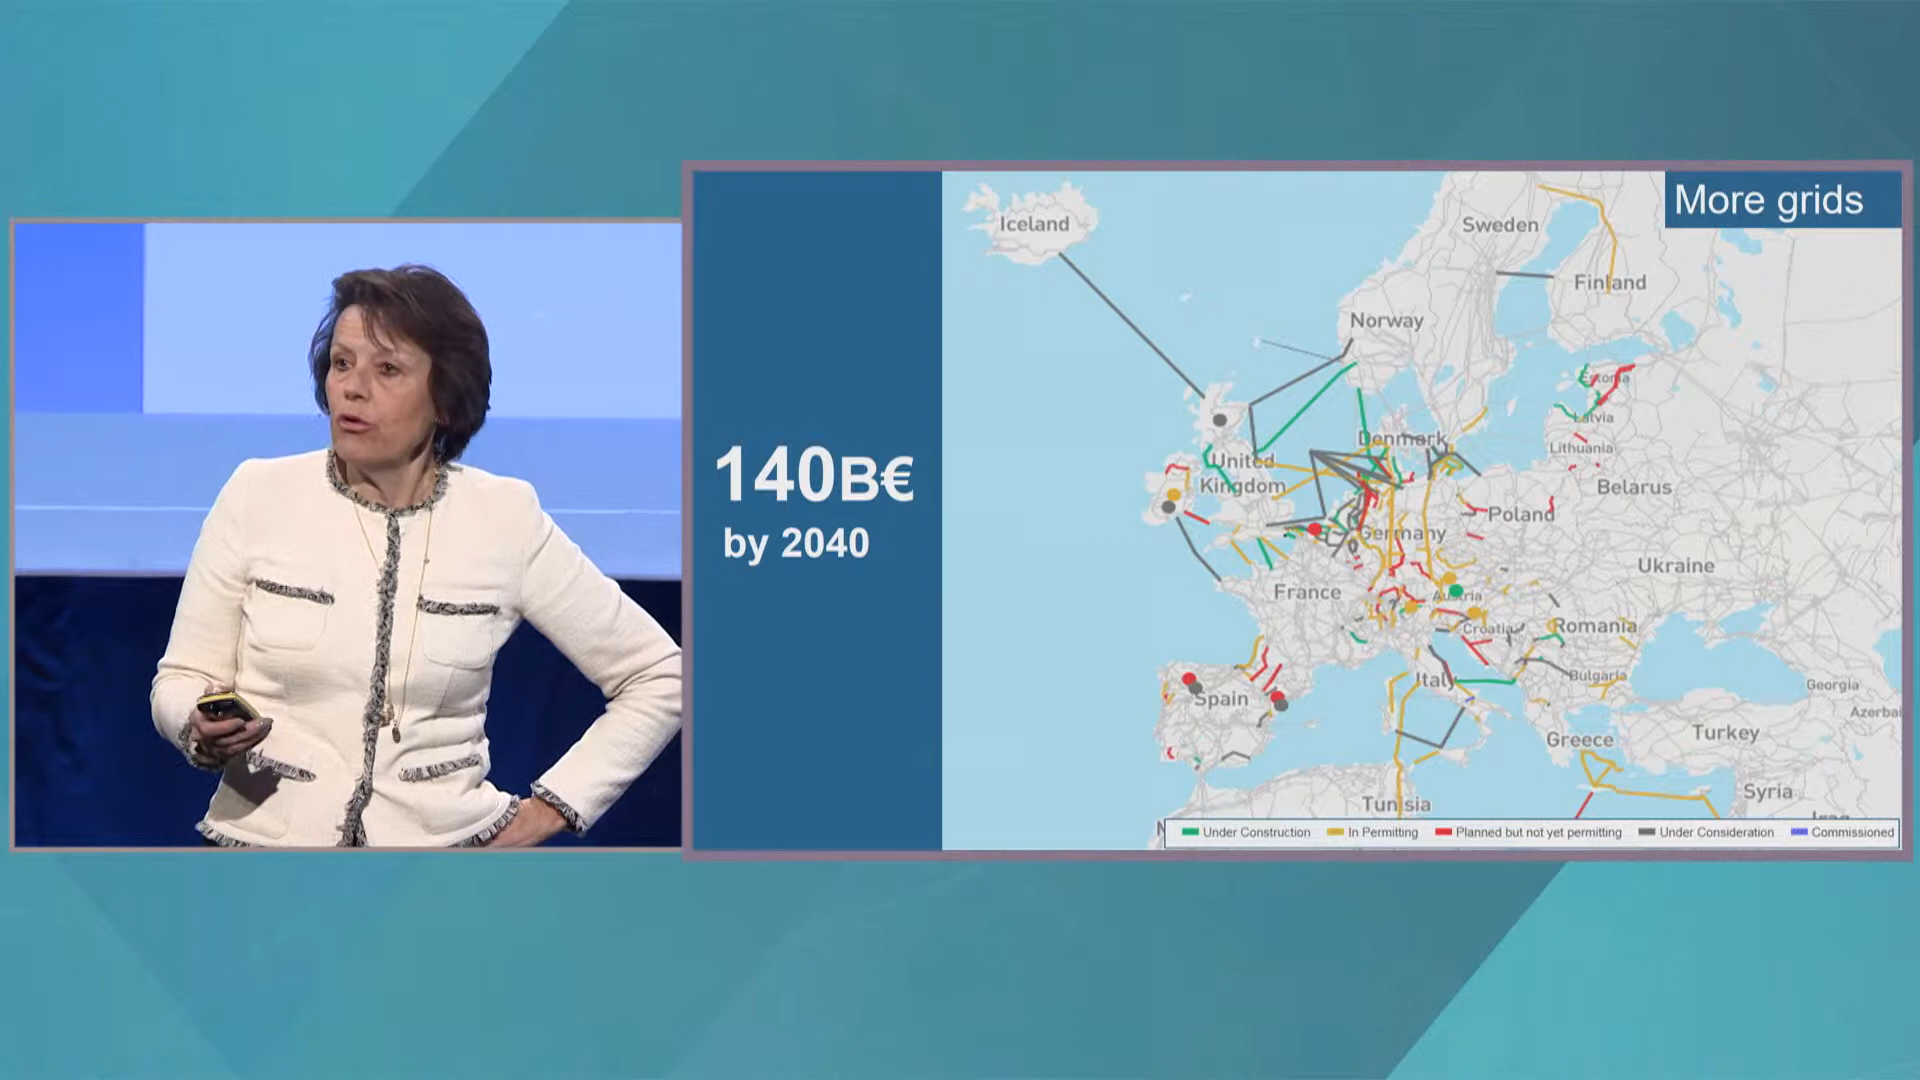 More grids
140B€
by 2040
Iceland
Sweden
Finland
Norway
Estonia
Latvia
Denmark
Lithuania
United
Kingdom
Belarus
Poland
Germany
Ukraine
France
Austria
Croatia
Romania
Italy
Bulgaria
Spain
Georgia
Azerbai
Turkey
Greece
Syria
Tunisia
Under Construction
In Permitting
Planned but not yet permitting
Under Consideration
Commissioned